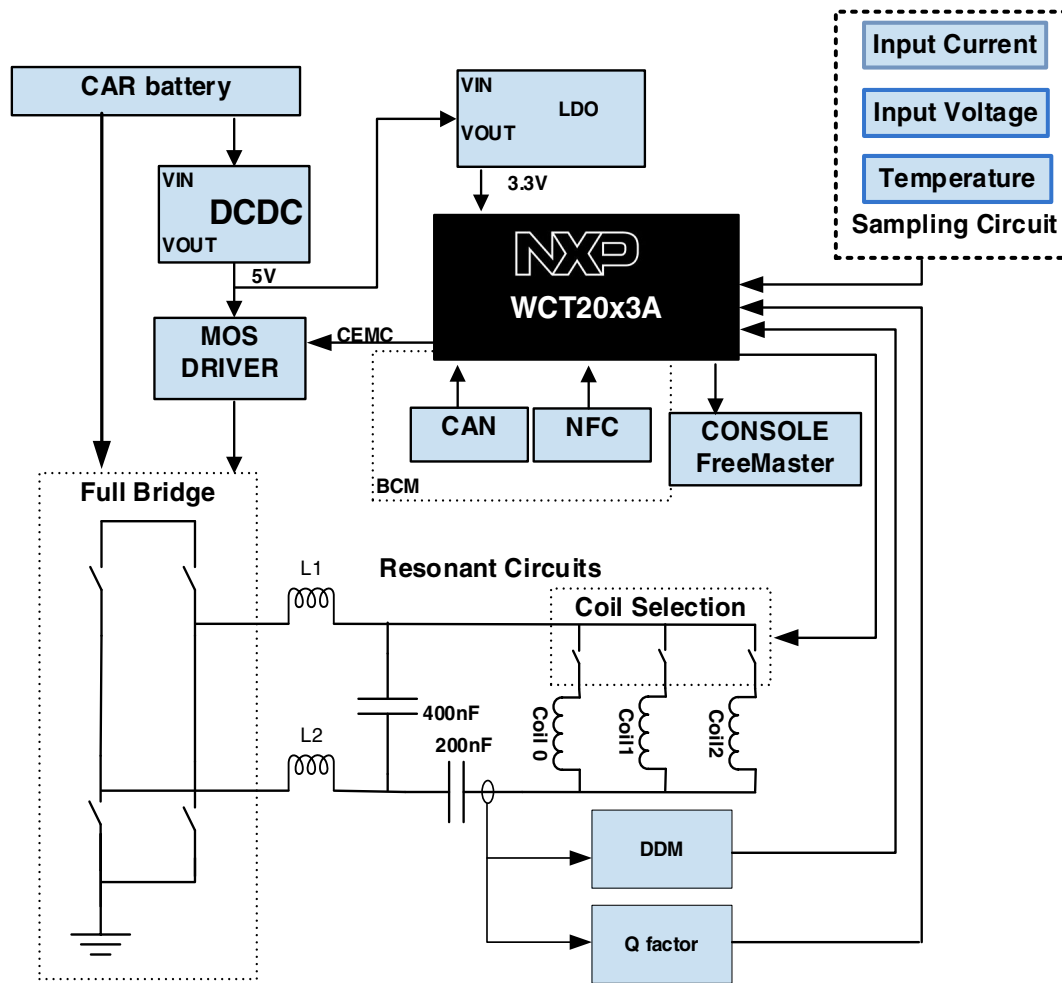 CAR battery
VIN
DCDC
VOUT
5V
VIN
LDO
VOUT
3.3V
Input Current
Input Voltage
Temperature
Sampling Circuit
NXP
WCT20x3A
MOS
DRIVER
CEMC
CAN
NFC
BCM
CONSOLE
FreeMaster
Full Bridge
L1
Resonant Circuits
Coil Selection
400nF
L2
200nF
Coil 0
Coil1
Coil2
DDM
Q factor